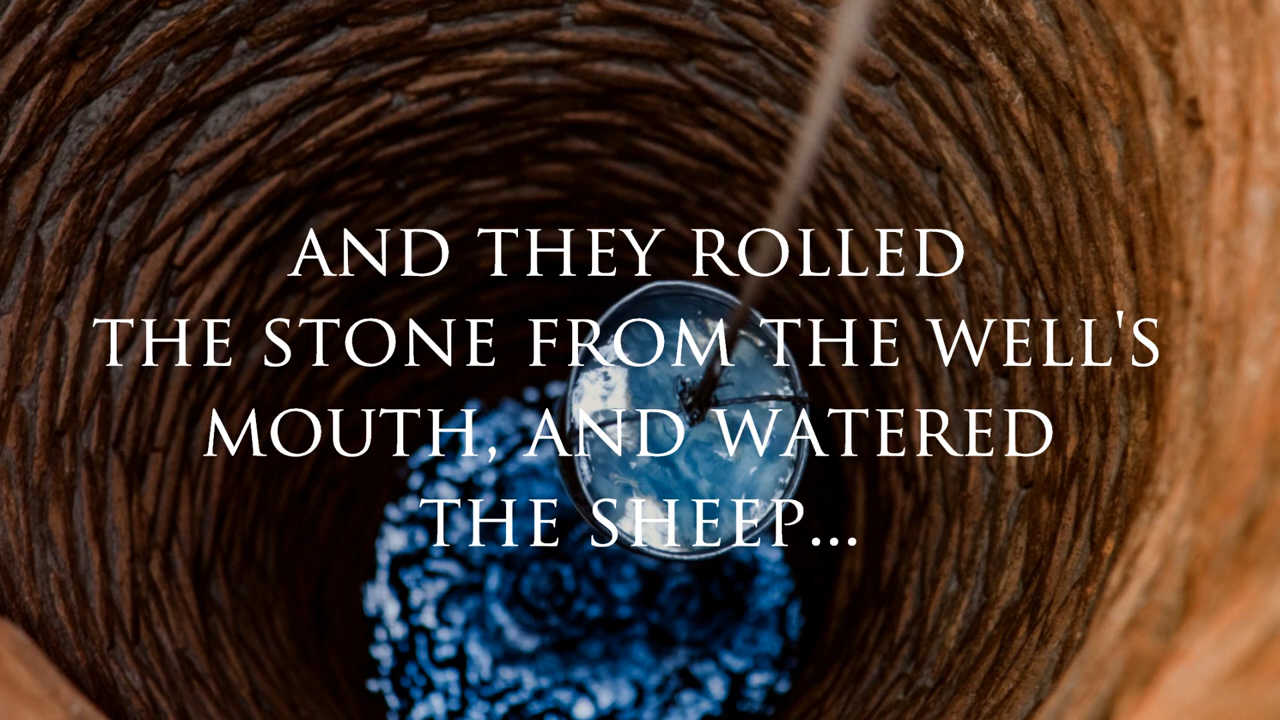 AND THEY ROLLED
THE STONE FROM THE WELL'S
MOUTH, AND WATERED
THE SHEEP...